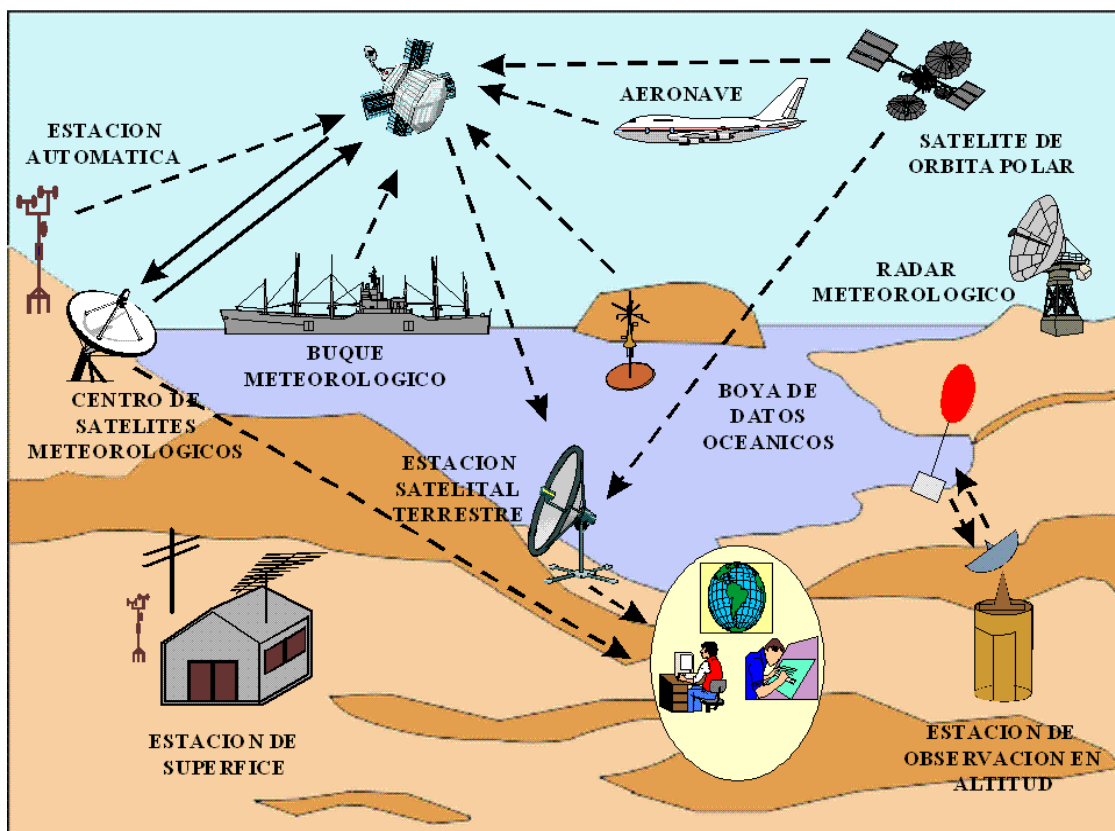 AERONAVE
ESTACION
AUTOMATICA
SATELITE DE
ORBITA POLAR
RADAR
METEOROLOGICO
BUQUE
METEOROLOGICO
BOYA DE
DATOS
OCEANICOS
CENTRO DE
SATELITES
METEOROLOGICOS
ESTACION
SATELITAL
TERRESTRE
ESTACION DE
SUPERFICE
ESTACION DE
OBSERVACION EN
ALTITUD